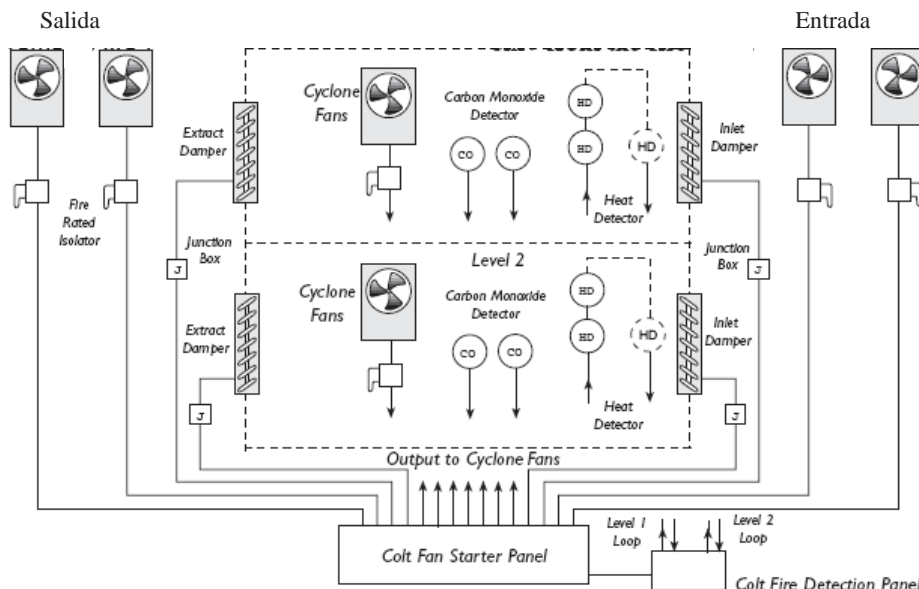 Salida
Entrada
Cyclone
Fans
Carbon Monoxide
Detector
HD
HD
HD
CO
CO
Heat
Detector
Extract
Damper
Inlet
Damper
Fire
Rated
Isolator
Junction
Box
J
Junction
Box
J
Level 2
Cyclone
Fans
Carbon Monoxide
Detector
HD
HD
HD
CO
CO
Heat
Detector
Extract
Damper
Inlet
Damper
J
J
Output to Cyclone Fans
Colt Fan Starter Panel
Level 1
Loop
Level 2
Loop
Colt Fire Detection Panel